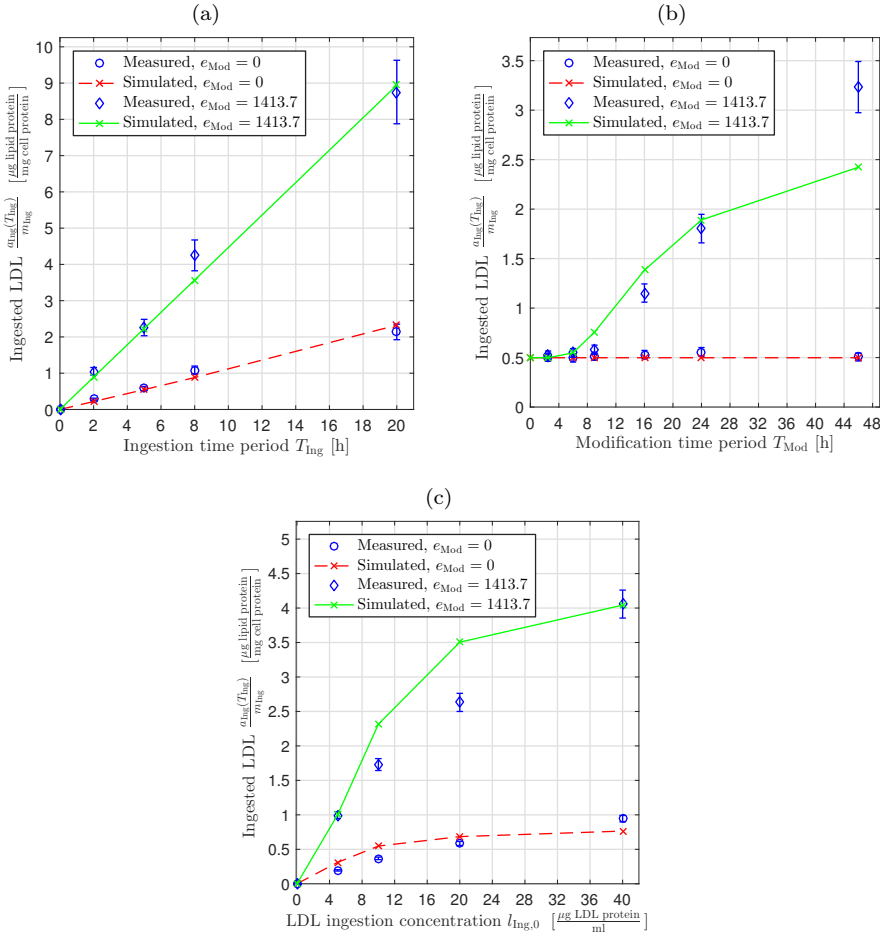 (a)
10
9
8
7
6
5
4
3
2
1
0
0 2 4 6 8 10 12 14 16 18 20
Measured, e_Mod = 0
Simulated, e_Mod = 0
Measured, e_Mod = 1413.7
Simulated, e_Mod = 1413.7
Ingested LDL a_Ing(T_Ing)/m_Ing [µg lipid protein/mg cell protein]
Ingestion time period T_Ing [h]
(b)
3.5
3
2.5
2
1.5
1
0.5
0
0 4 8 12 16 20 24 28 32 36 40 44 48
Measured, e_Mod = 0
Simulated, e_Mod = 0
Measured, e_Mod = 1413.7
Simulated, e_Mod = 1413.7
Ingested LDL a_Ing(T_Ing)/m_Ing [µg lipid protein/mg cell protein]
Modification time period T_Mod [h]
(c)
5
4.5
4
3.5
3
2.5
2
1.5
1
0.5
0
0 4 8 12 16 20 24 28 32 36 40
Measured, e_Mod = 0
Simulated, e_Mod = 0
Measured, e_Mod = 1413.7
Simulated, e_Mod = 1413.7
Ingested LDL a_Ing(T_Ing)/m_Ing [µg lipid protein/mg cell protein]
LDL ingestion concentration l_Ing,0 [µg LDL protein/ml]